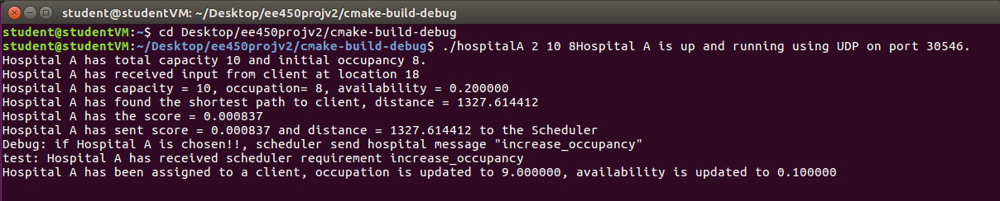 student@studentVM: ~/Desktop/ee450projv2/cmake-build-debug
student@studentVM:~$ cd Desktop/ee450projv2/cmake-build-debug
student@studentVM:~/Desktop/ee450projv2/cmake-build-debug$ ./hospitalA 2 10 8Hospital A is up and running using UDP on port 30546.
Hospital A has total capacity 10 and initial occupancy 8.
Hospital A has received input from client at location 18
Hospital A has capacity = 10, occupation= 8, availability = 0.200000
Hospital A has found the shortest path to client, distance = 1327.614412
Hospital A has the score = 0.000837
Hospital A has sent score = 0.000837 and distance = 1327.614412 to the Scheduler
Debug: if Hospital A is chosen!!, scheduler send hospital message "increase_occupancy"
test: Hospital A has received scheduler requirement increase_occupancy
Hospital A has been assigned to a client, occupation is updated to 9.000000, availability is updated to 0.100000